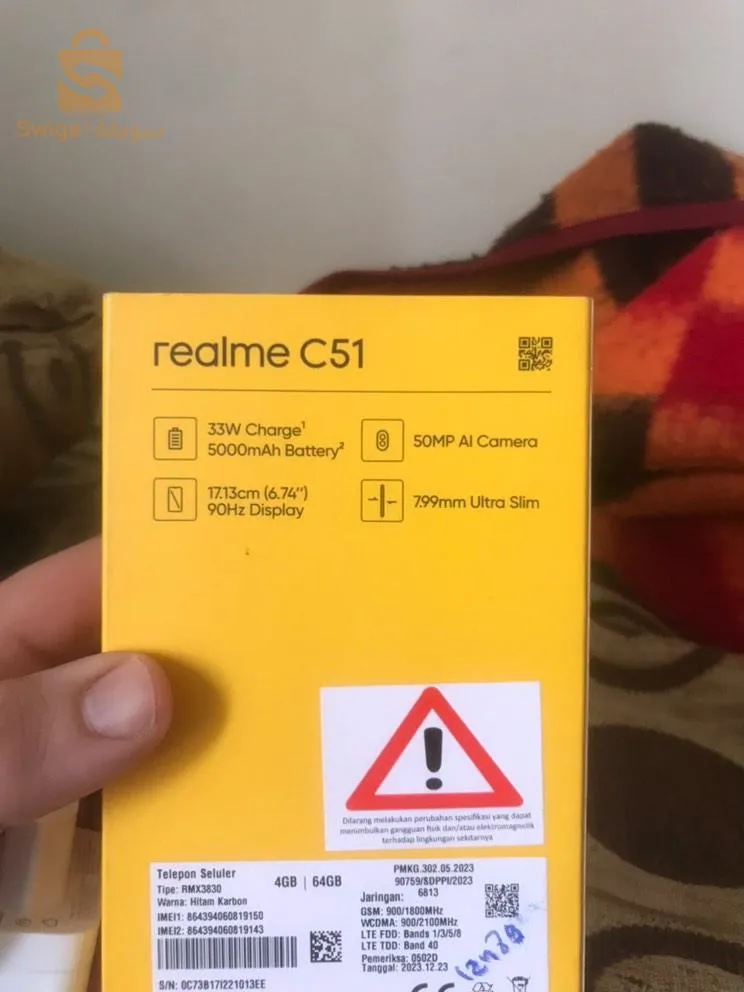 realme C51
33W Charge¹
5000mAh Battery²
50MP AI Camera
17.13cm (6.74″)
90Hz Display
7.99mm Ultra Slim
Dilarang melakukan perubahan spesifikasi yang dapat
menimbulkan gangguan fisik dan/atau elektromagnetik
terhadap lingkungan sekitarnya
Telepon Seluler
Tipe: RMX3830
Warna: Hitam Karbon
4GB | 64GB
IMEI1: 864394060819150
IMEI2: 864394060819143
S/N: 0C73B17I221013EE
PMKG.302.05.2023
90759/SDPPI/2023
6813
Jaringan:
GSM: 900/1800MHz
WCDMA: 900/2100MHz
LTE FDD: Bands 1/3/5/8
LTE TDD: Band 40
Pemeriksa: 0502D
Tanggal: 2023.12.23
CE